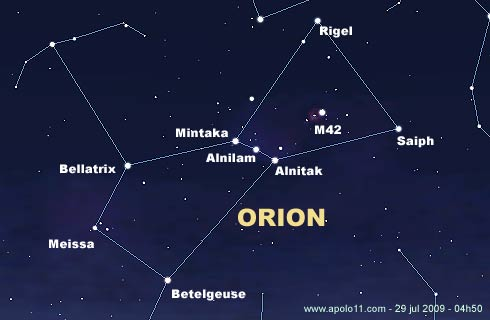 Rigel
M42
Mintaka
Saiph
Alnilam
Bellatrix
Alnitak
ORION
Meissa
Betelgeuse
www.apolo11.com - 29 jul 2009 - 04h50